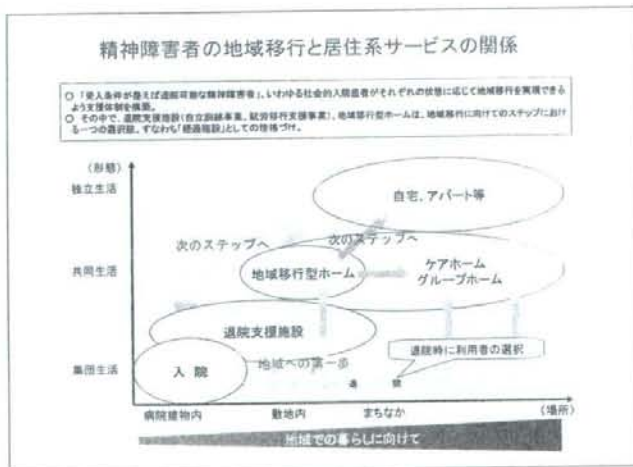 精神障害者の地域移行と居住系サービスの関係
○ 「受入条件が整えば退院可能な精神障害者」、いわゆる社会的入院患者がそれぞれの状態に応じて地域移行を実現できるよう支援体制を構築。
○ その中で、退院支援施設(自立訓練事業、就労移行支援事業)、地域移行型ホームは、地域移行に向けてのステップにおける一つの選択肢、すなわち「経過施設」としての位置づけ。
(形態)
独立生活
自宅、アパート等
次のステップへ
次のステップへ
共同生活
地域移行型ホーム
ケアホーム
グループホーム
退院支援施設
退院時に利用者の選択
集団生活
入 院
地域への第一歩
退 院
病院建物内
敷地内
まちなか
(場所)
地域での暮らしに向けて